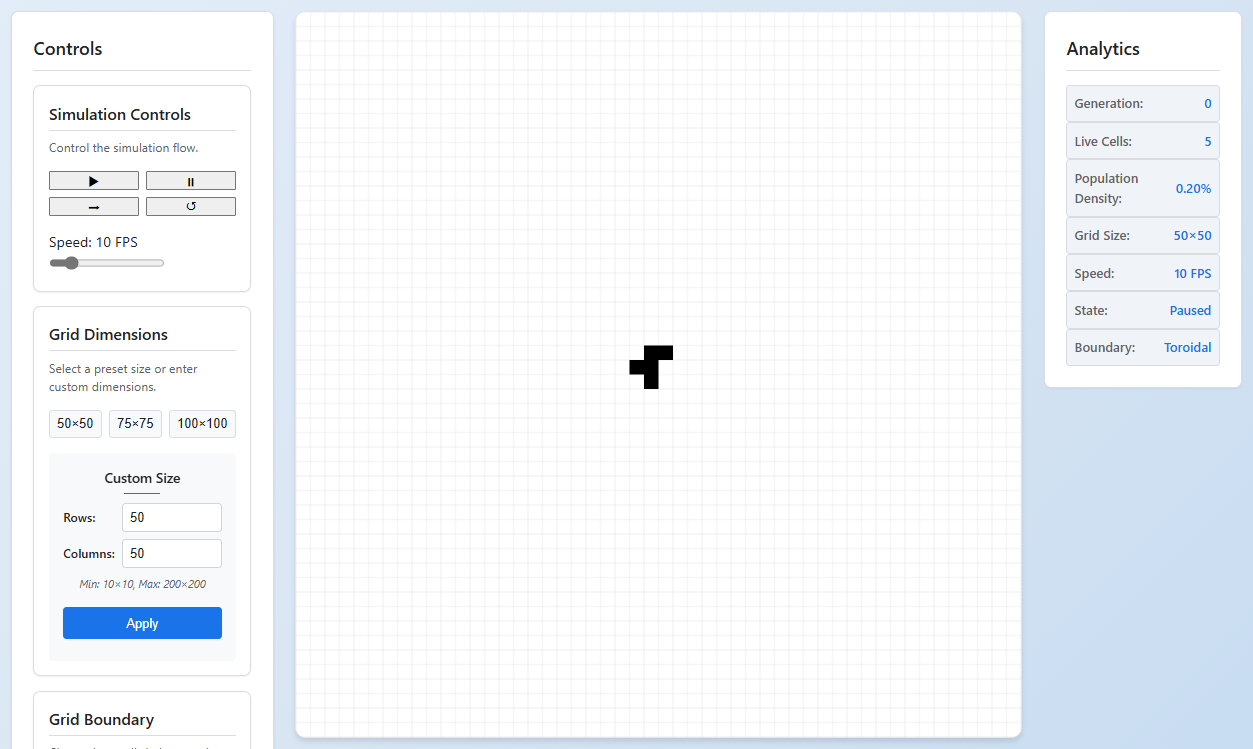 Controls
Simulation Controls
Control the simulation flow.
▶
⏸
→
↺
Speed: 10 FPS
Grid Dimensions
Select a preset size or enter
custom dimensions.
50×50 75×75 100×100
Custom Size
Rows: 50
Columns: 50
Min: 10×10, Max: 200×200
Apply
Grid Boundary
Analytics
Generation: 0
Live Cells: 5
Population
Density: 0.20%
Grid Size: 50×50
Speed: 10 FPS
State: Paused
Boundary: Toroidal